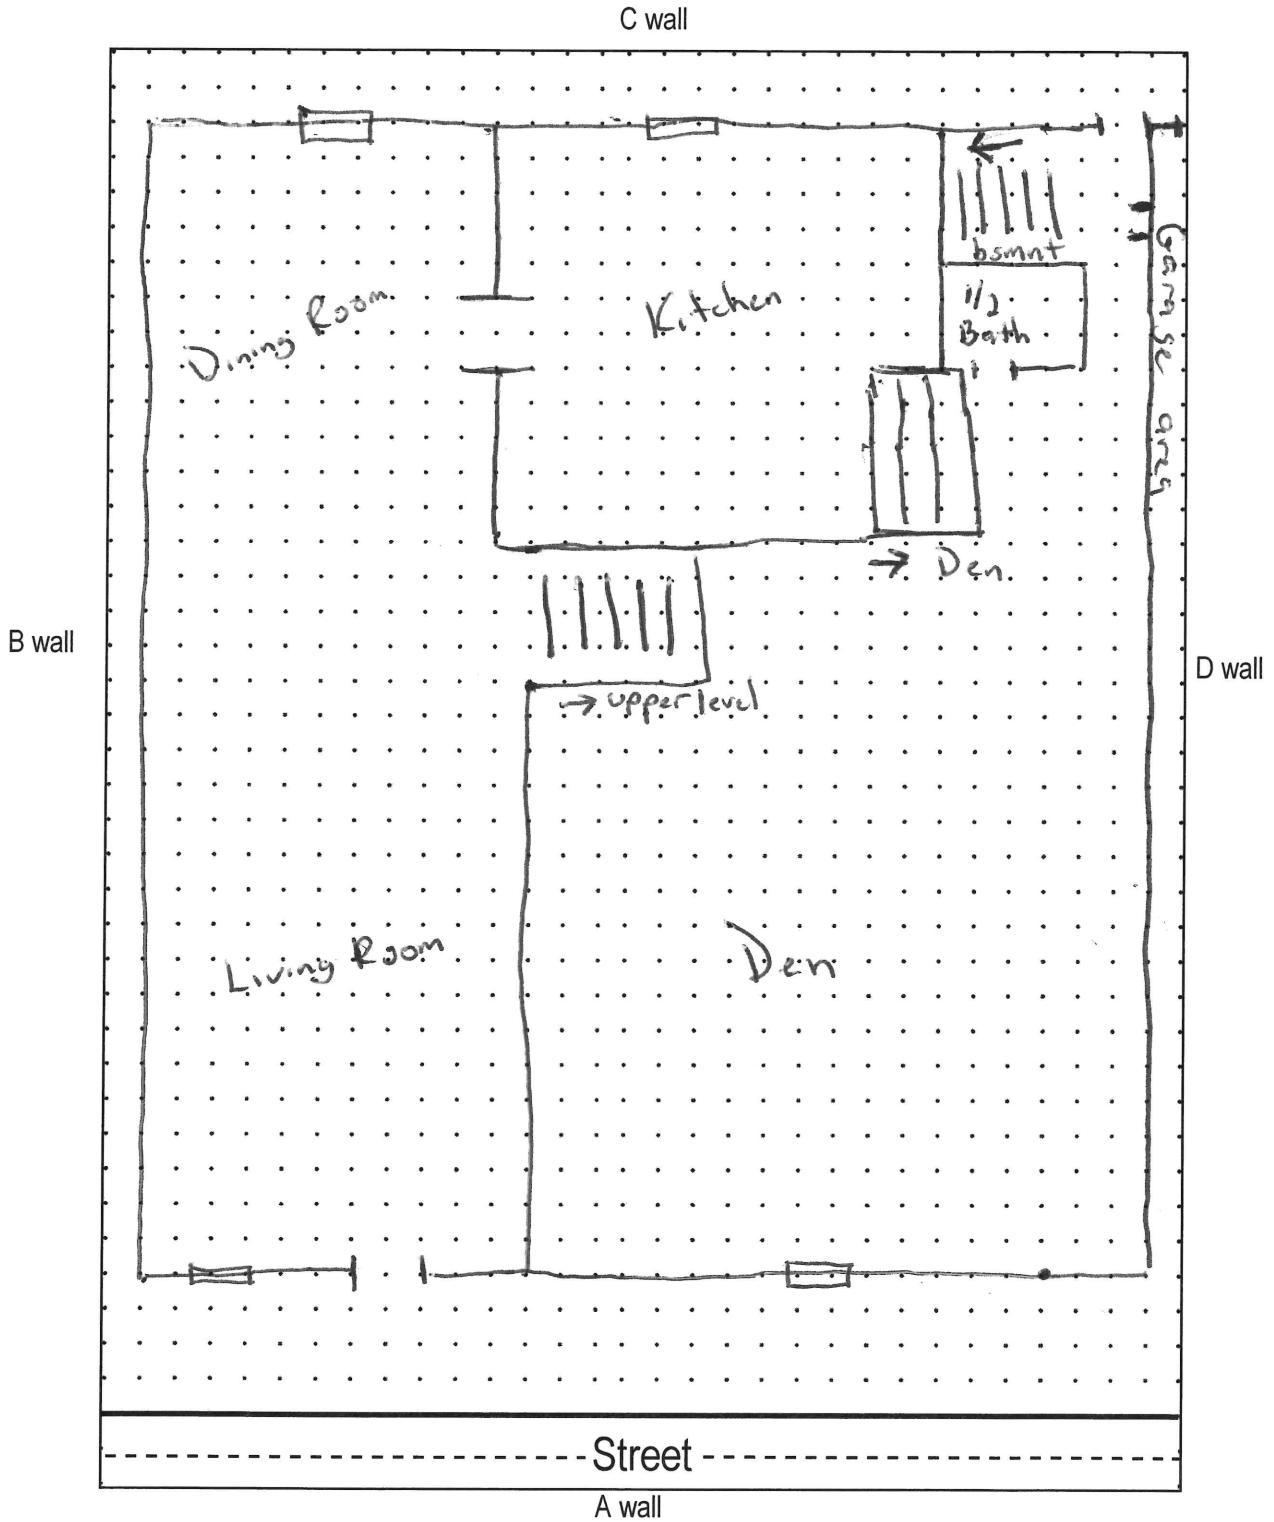 C wall
bsmnt
1/2
Bath
Dining Room
Kitchen
Garage area
Den
B wall
D wall
upper level
Living Room
Den
Street
A wall